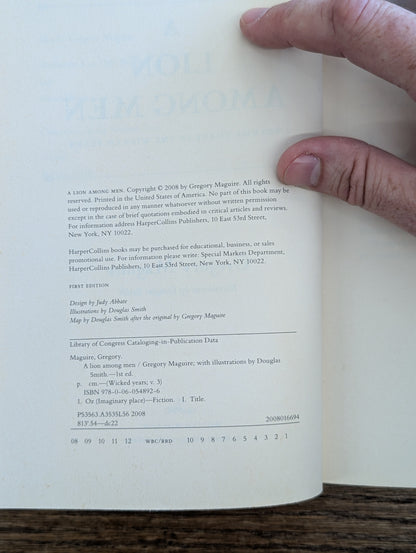 A LION AMONG MEN. Copyright © 2008 by Gregory Maguire. All rights
reserved. Printed in the United States of America. No part of this book may be
used or reproduced in any manner whatsoever without written permission
except in the case of brief quotations embodied in critical articles and reviews.
For information address HarperCollins Publishers, 10 East 53rd Street,
New York, NY 10022.
HarperCollins books may be purchased for educational, business, or sales
promotional use. For information please write: Special Markets Department,
HarperCollins Publishers, 10 East 53rd Street, New York, NY 10022.
FIRST EDITION
Design by Judy Abbate
Illustrations by Douglas Smith
Map by Douglas Smith after the original by Gregory Maguire
Library of Congress Cataloging-in-Publication Data
Maguire, Gregory.
A lion among men / Gregory Maguire; with illustrations by Douglas
Smith.—1st ed.
p. cm.—(Wicked years; v. 3)
ISBN 978-0-06-054892-6
1. Oz (Imaginary place)—Fiction. I. Title.
PS3563.A3535L56 2008
813'.54—dc22 2008016694
08 09 10 11 12 WBC/RRD 10 9 8 7 6 5 4 3 2 1